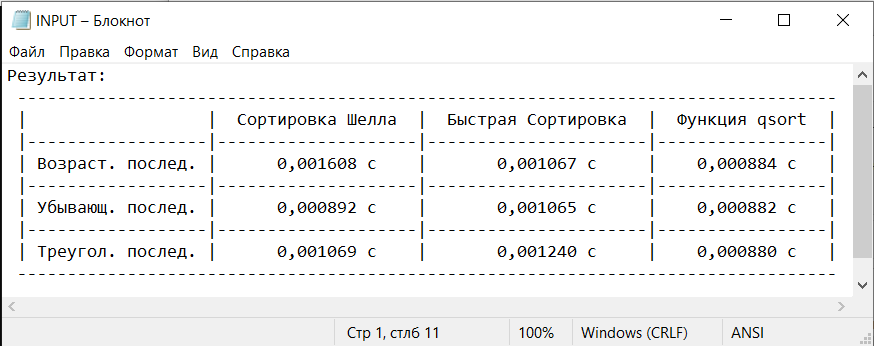 INPUT – Блокнот
Файл Правка Формат Вид Справка
Результат:
Сортировка Шелла | Быстрая Сортировка | Функция qsort
Возраст. послед. | 0,001608 с | 0,001067 с | 0,000884 с
Убывающ. послед. | 0,000892 с | 0,001065 с | 0,000882 с
Треугол. послед. | 0,001069 с | 0,001240 с | 0,000880 с
Стр 1, стлб 11 100% Windows (CRLF) ANSI